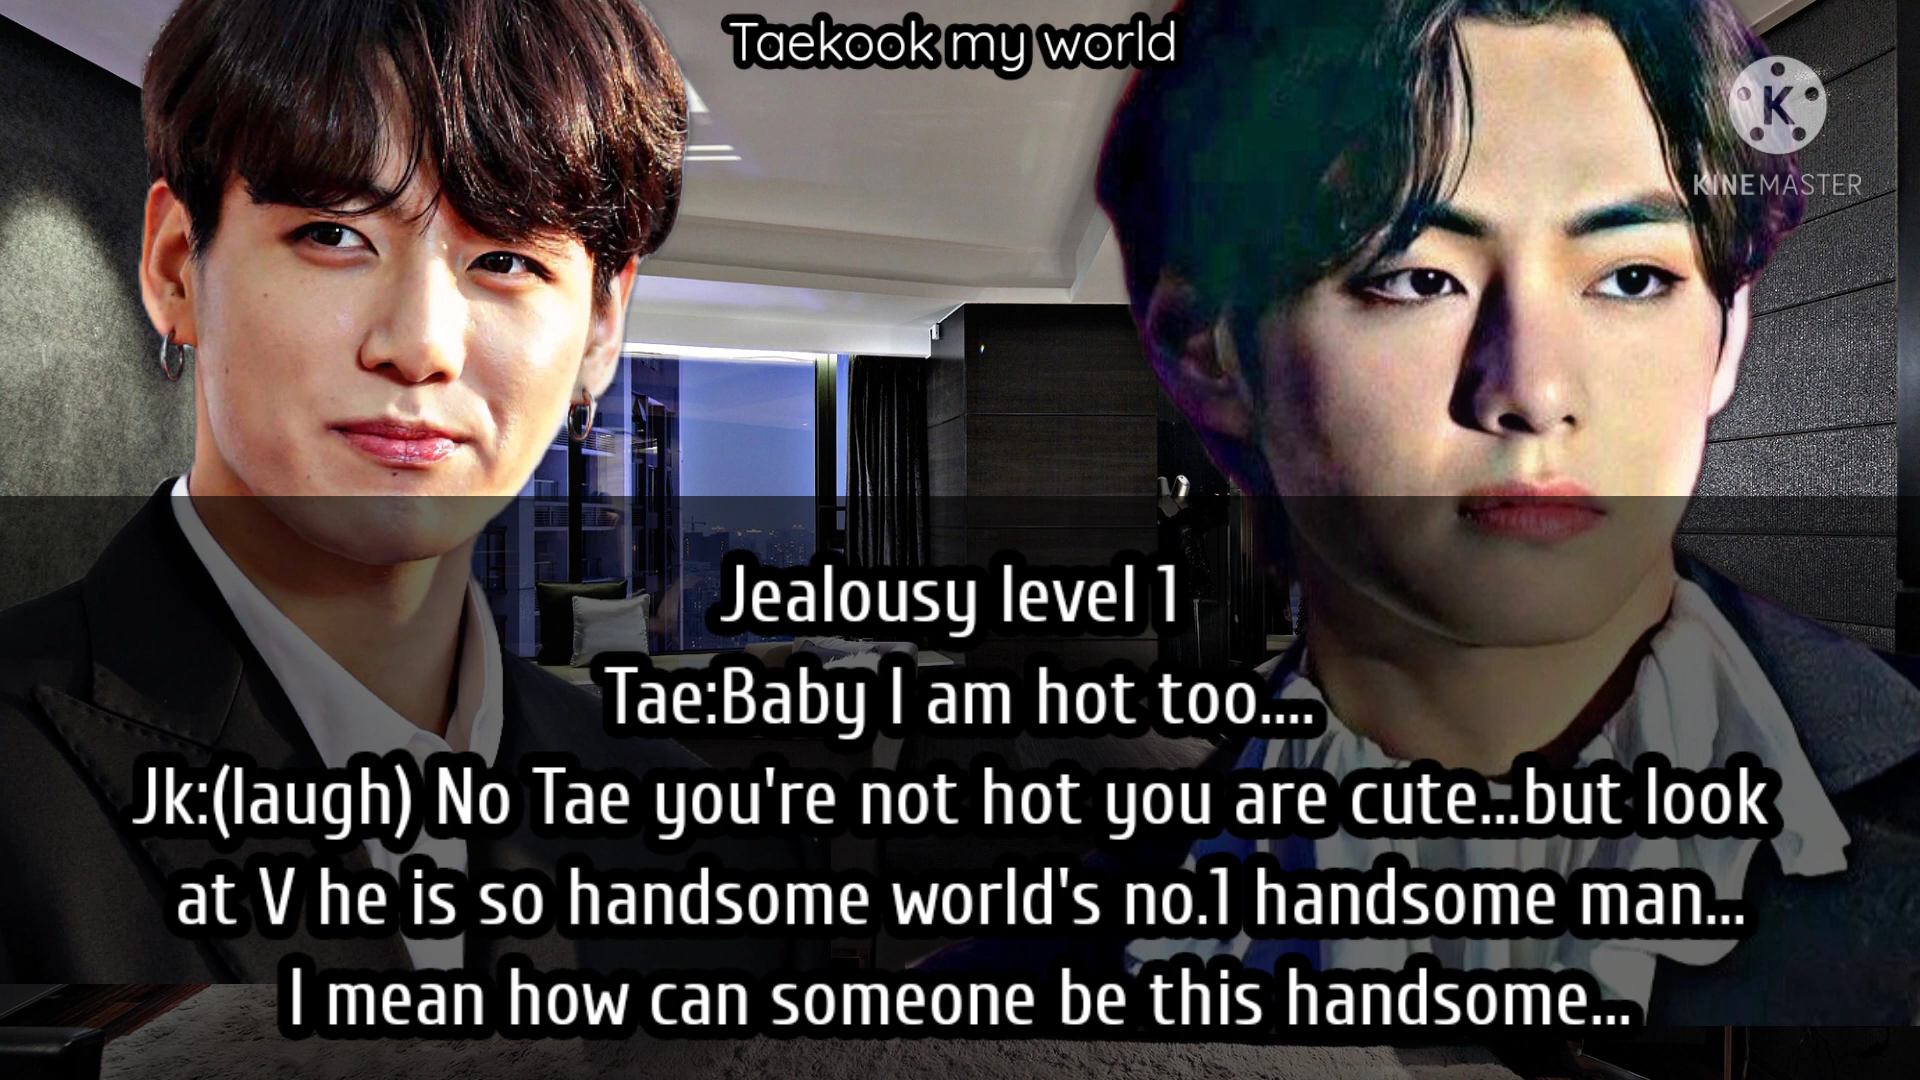 Taekook my world
K
KINEMASTER
Jealousy level 1
Tae:Baby I am hot too....
Jk:(laugh) No Tae you're not hot you are cute...but look
at V he is so handsome world's no.1 handsome man...
I mean how can someone be this handsome...